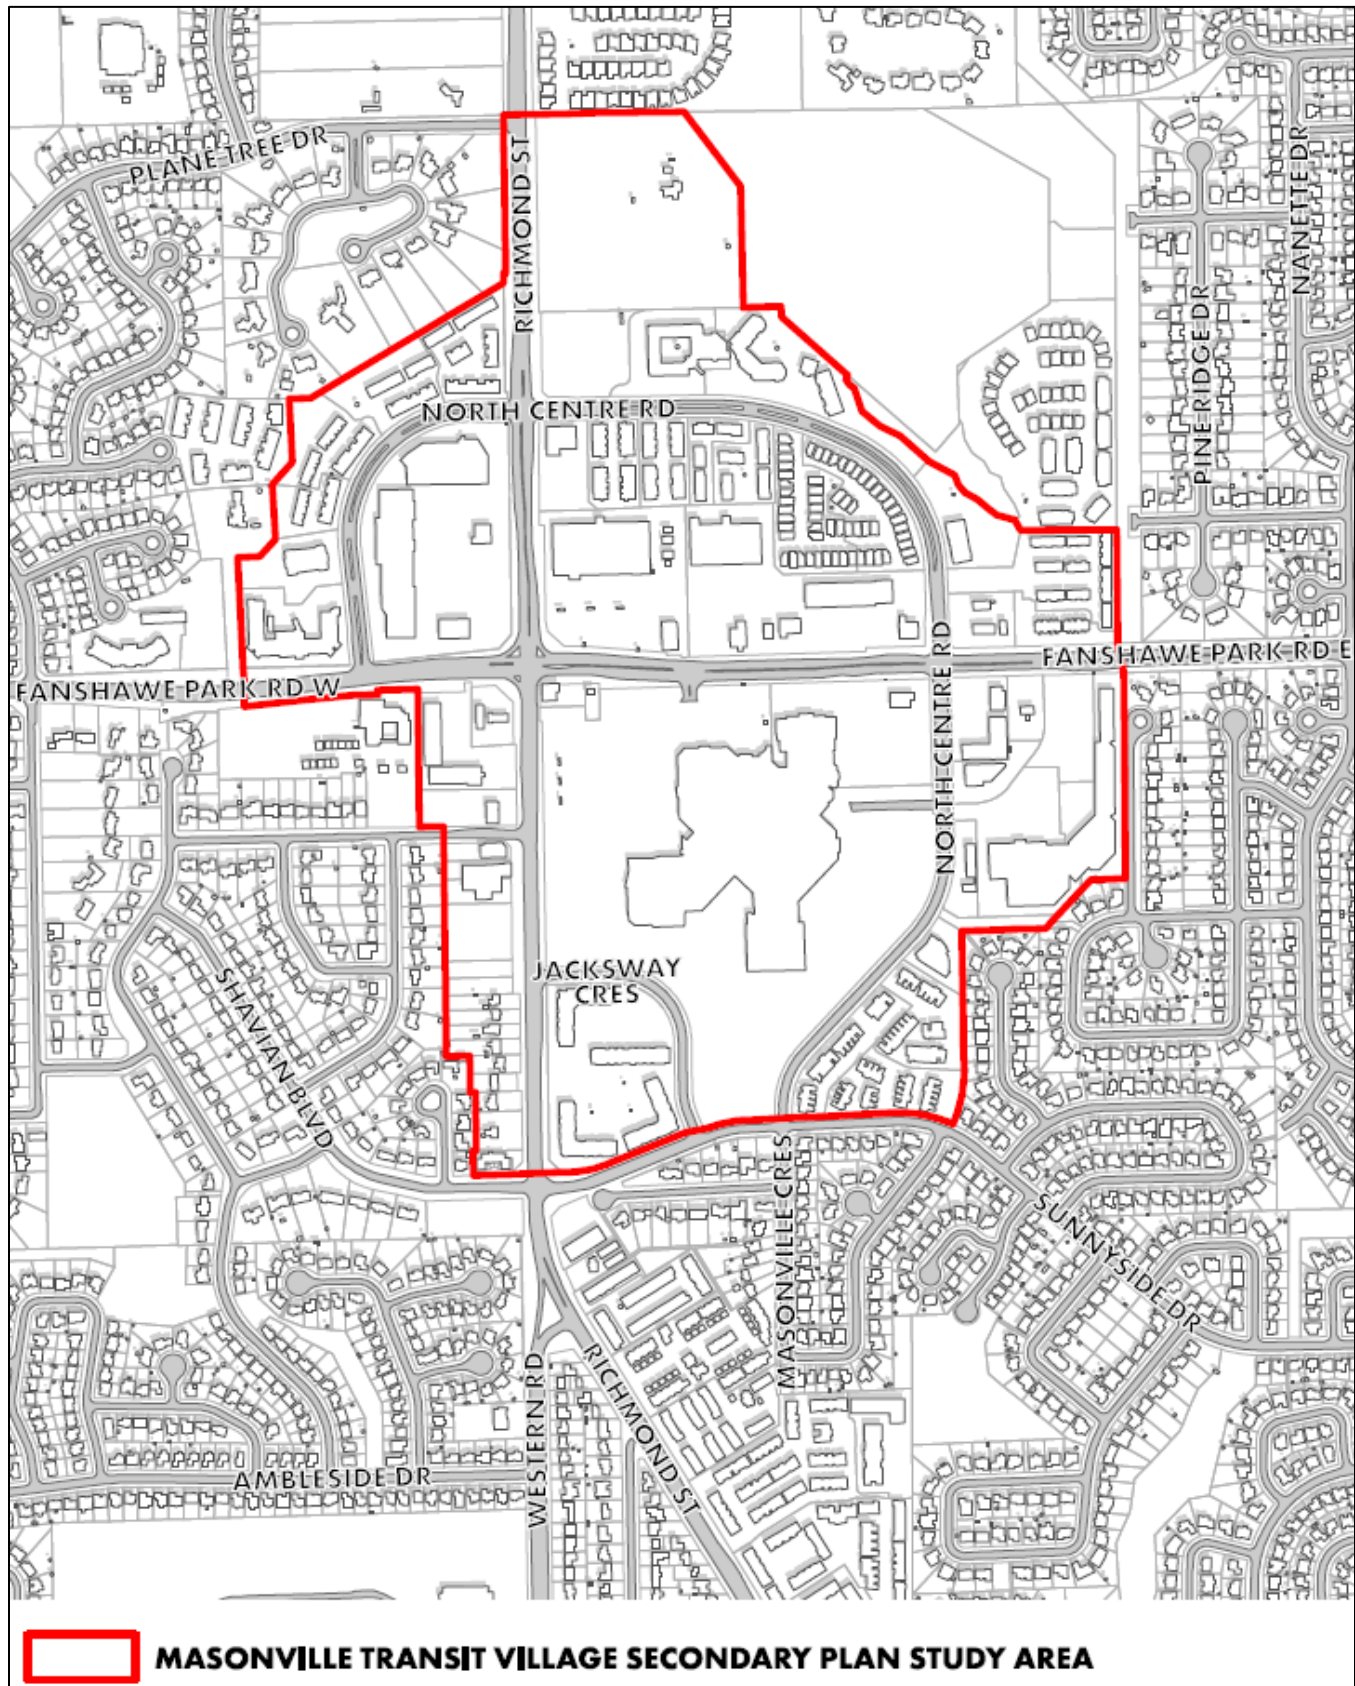 PLANE TREE DR
RICHMOND ST
NANETTE DR
PINE RIDGE DR
NORTH CENTRE RD
FANSHAWE PARK RD W
NORTH CENTRE RD
FANSHAWE PARK RD E
JACKSWAY
CRES
SHAVIAN BLVD
MASONVILLE CRES
SUNNYSIDE DR
WESTERN RD
RICHMOND ST
AMBLESIDE DR
MASONVILLE TRANSIT VILLAGE SECONDARY PLAN STUDY AREA